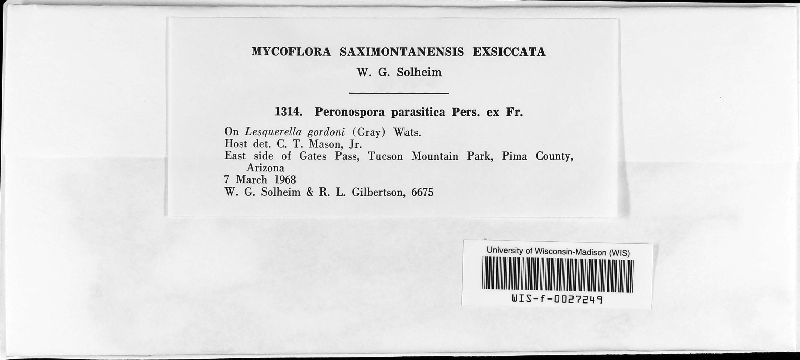 MYCOFLORA SAXIMONTANENSIS EXSICCATA
W. G. Solheim
1314. Peronospora parasitica Pers. ex Fr.
On Lesquerella gordoni (Gray) Wats.
Host det. C. T. Mason, Jr.
East side of Gates Pass, Tucson Mountain Park, Pima County,
Arizona
7 March 1968
W. G. Solheim & R. L. Gilbertson, 6675
University of Wisconsin-Madison (WIS)
WIS-f-0027249